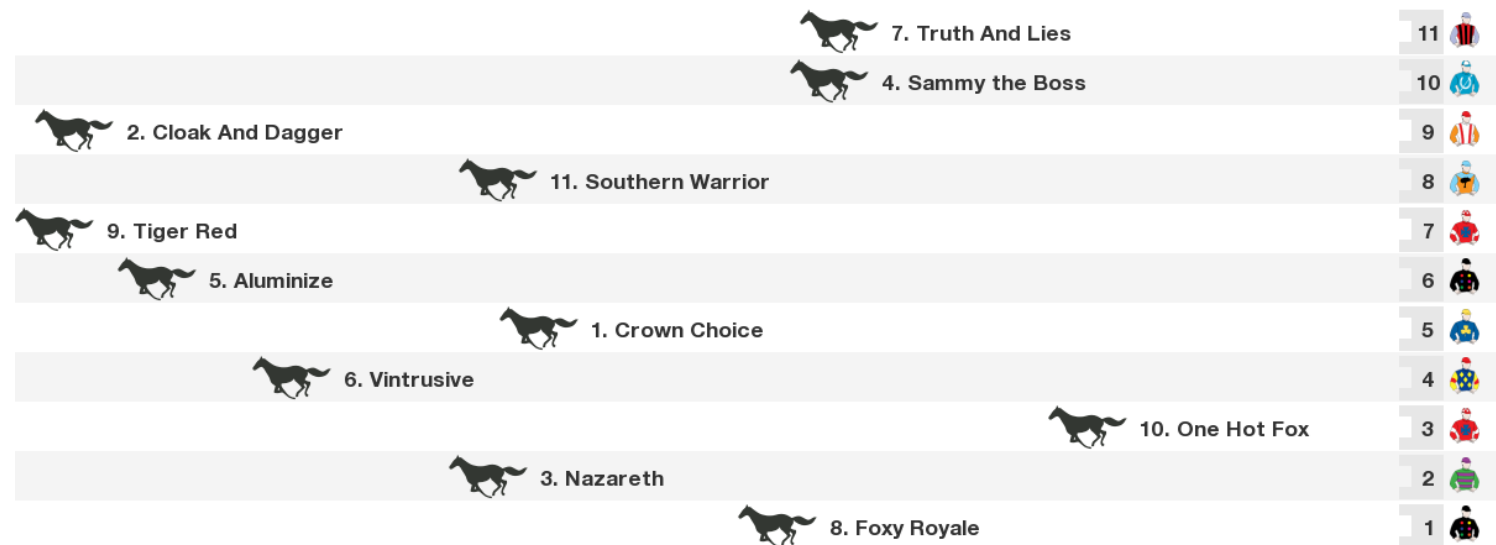 7. Truth And Lies 11
4. Sammy the Boss 10
2. Cloak And Dagger 9
11. Southern Warrior 8
9. Tiger Red 7
5. Aluminize 6
1. Crown Choice 5
6. Vintrusive 4
10. One Hot Fox 3
3. Nazareth 2
8. Foxy Royale 1